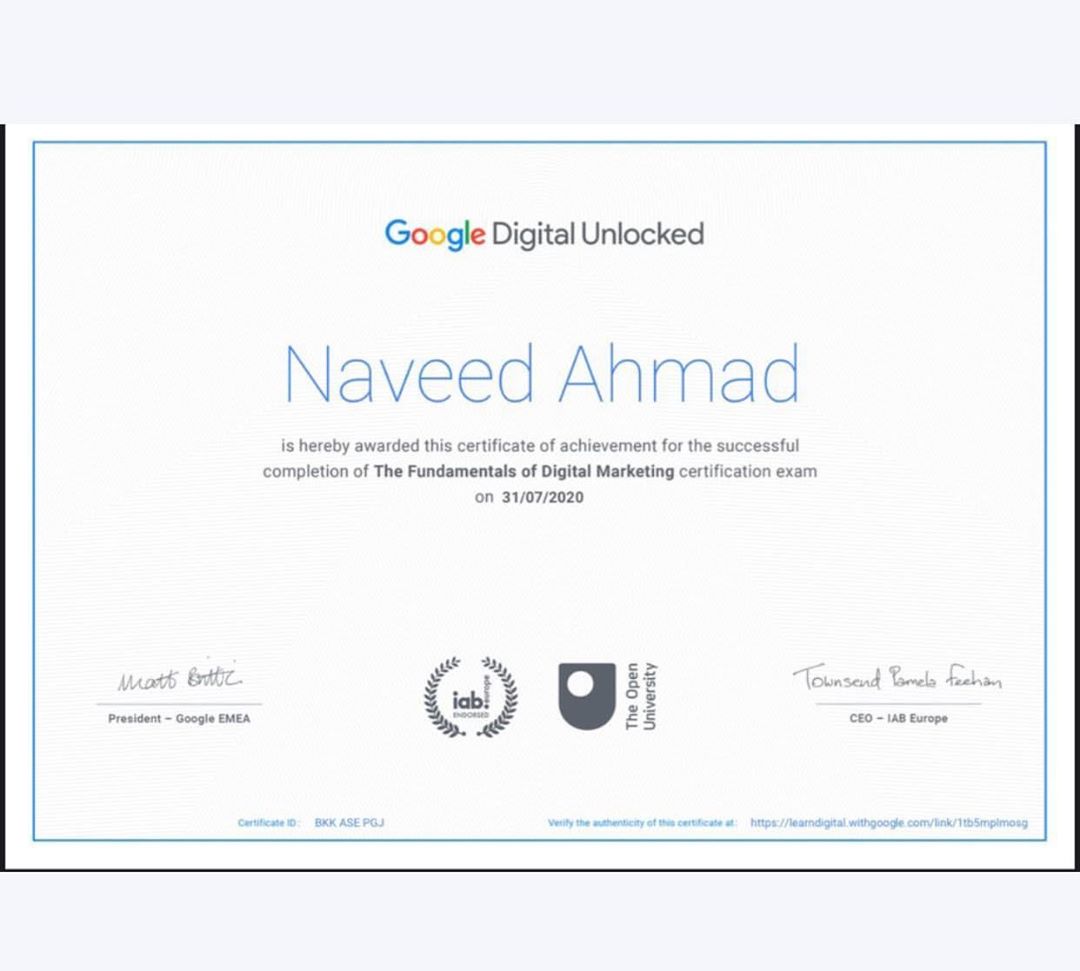 Google Digital Unlocked
Naveed Ahmad
is hereby awarded this certificate of achievement for the successful
completion of The Fundamentals of Digital Marketing certification exam
on 31/07/2020
Matt Brittin
President – Google EMEA
iab: europe
ENDORSED
The Open
University
Townsend Pamela Feehan
CEO – IAB Europe
Certificate ID: BKK ASE PGJ
Verify the authenticity of this certificate at: https://learndigital.withgoogle.com/link/1tb5mplmosg